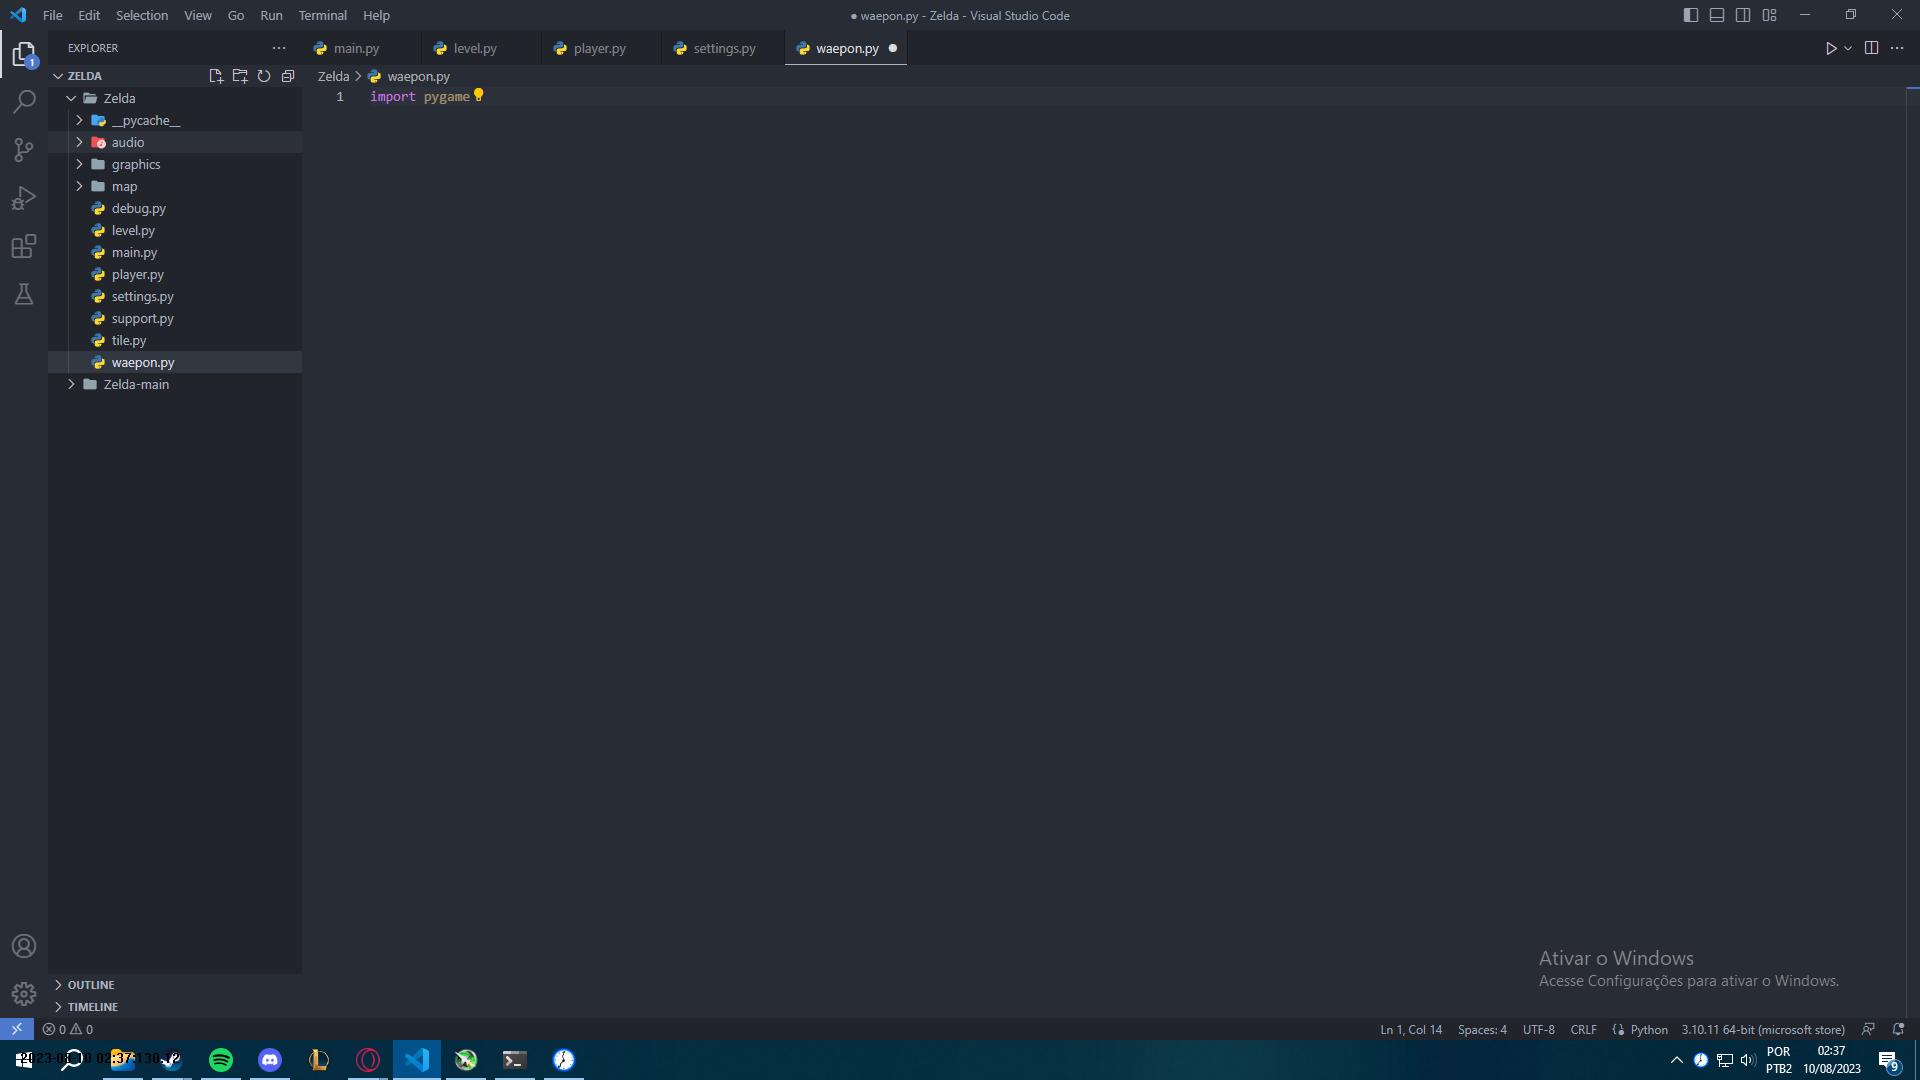 File Edit Selection View Go Run Terminal Help
● waepon.py - Zelda - Visual Studio Code
EXPLORER
main.py
level.py
player.py
settings.py
waepon.py
1
ZELDA
Zelda
__pycache__
audio
graphics
map
debug.py
level.py
main.py
player.py
settings.py
support.py
tile.py
waepon.py
Zelda-main
OUTLINE
TIMELINE
Zelda > waepon.py
1 import pygame
Ativar o Windows
Acesse Configurações para ativar o Windows.
0 0
Ln 1, Col 14 Spaces: 4 UTF-8 CRLF Python 3.10.11 64-bit (microsoft store)
POR
PTB2
02:37
10/08/2023
9